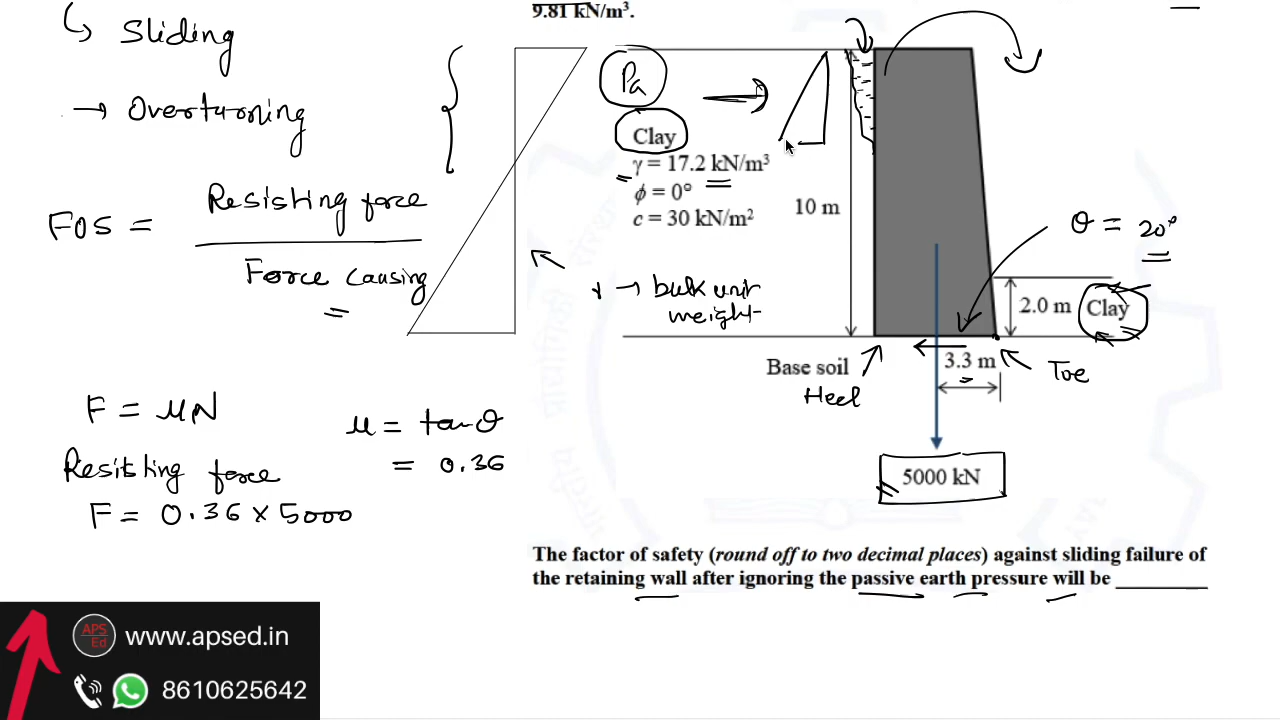 9.81 kN/m³.
Sliding
→ Overturning
FOS = Resisting force
Force causing
F = μN
μ = tanθ
= 0.36
Resisting force
F = 0.36 × 5000
Pa
Clay
γ = 17.2 kN/m³
ϕ = 0°
c = 30 kN/m²
10 m
γ → bulk unit
weight
θ = 20°
2.0 m
Clay
Base soil
Heel
3.3 m
Toe
5000 kN
The factor of safety (round off to two decimal places) against sliding failure of
the retaining wall after ignoring the passive earth pressure will be ________
APS
Ed
www.apsed.in
8610625642